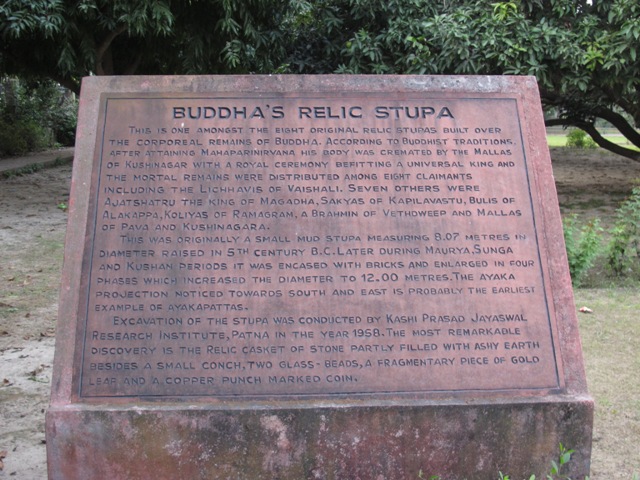 BUDDHA'S RELIC STUPA
THIS IS ONE AMONGST THE EIGHT ORIGINAL RELIC STUPAS BUILT OVER
THE CORPOREAL REMAINS OF BUDDHA. ACCORDING TO BUDDHIST TRADITIONS,
AFTER ATTAINING MAHAPARINIRVANA HIS BODY WAS CREMATED BY THE MALLAS
OF KUSHINAGAR WITH A ROYAL CEREMONY BEFITTING A UNIVERSAL KING AND
THE MORTAL REMAINS WERE DISTRIBUTED AMONG EIGHT CLAIMANTS
INCLUDING THE LICHHAVIS OF VAISHALI. SEVEN OTHERS WERE
AJATSHATRU THE KING OF MAGADHA, SAKYAS OF KAPILAVASTU, BULIS OF
ALAKAPPA, KOLIYAS OF RAMAGRAM, A BRAHMIN OF VETHDWEEP AND MALLAS
OF PAVA AND KUSHINAGARA.
THIS WAS ORIGINALLY A SMALL MUD STUPA MEASURING 8.07 METRES IN
DIAMETER RAISED IN 5TH CENTURY B.C. LATER DURING MAURYA, SUNGA
AND KUSHAN PERIODS IT WAS ENCASED WITH BRICKS AND ENLARGED IN FOUR
PHASES WHICH INCREASED THE DIAMETER TO 12.00 METRES. THE AYAKA
PROJECTION NOTICED TOWARDS SOUTH AND EAST IS PROBABLY THE EARLIEST
EXAMPLE OF AYAKAPATTAS.
EXCAVATION OF THE STUPA WAS CONDUCTED BY KASHI PRASAD JAYASWAL
RESEARCH INSTITUTE, PATNA IN THE YEAR 1958. THE MOST REMARKABLE
DISCOVERY IS THE RELIC CASKET OF STONE PARTLY FILLED WITH ASHY EARTH
BESIDES A SMALL CONCH, TWO GLASS-BEADS, A FRAGMENTARY PIECE OF GOLD
LEAF AND A COPPER PUNCH MARKED COIN.